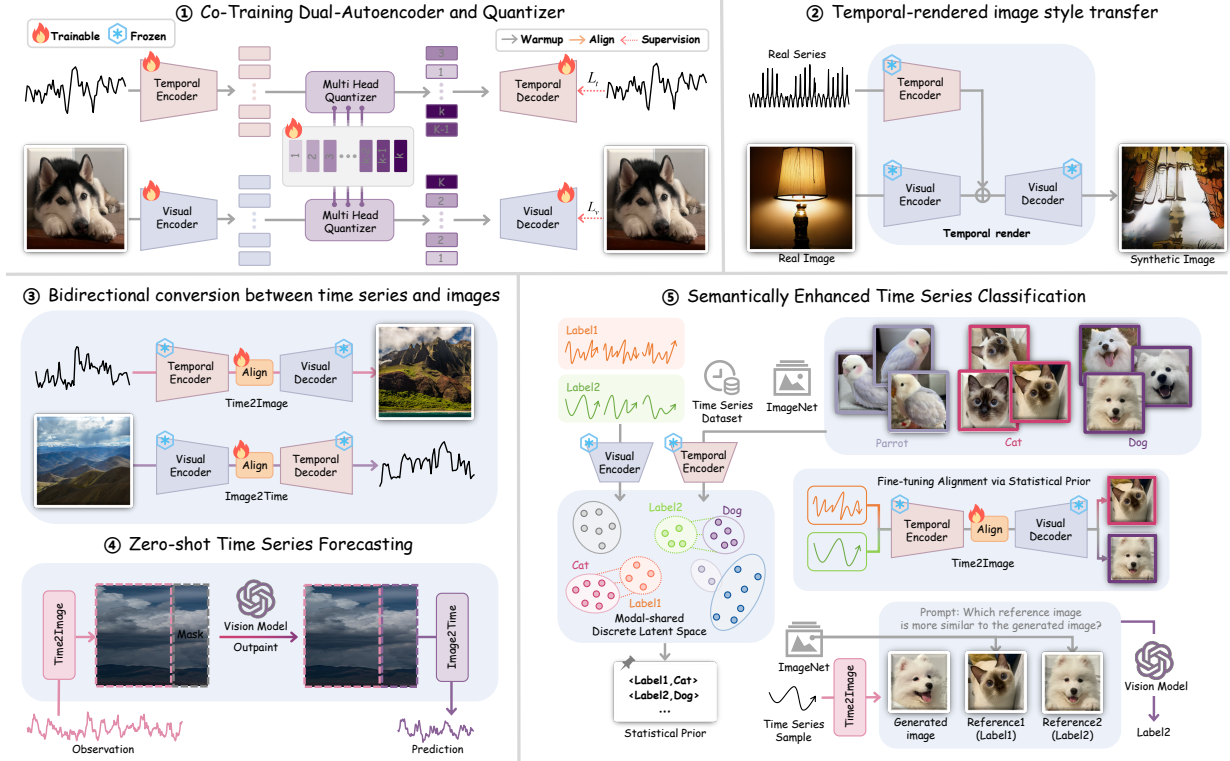 ① Co-Training Dual-Autoencoder and Quantizer
Trainable
Frozen
Warmup
Align
Supervision
Temporal
Encoder
Multi Head
Quantizer
3
1
k
K-1
Temporal
Decoder
L_t
1
2
3
k-1
k
Visual
Encoder
Multi Head
Quantizer
K
2
2
1
Visual
Decoder
L_v
② Temporal-rendered image style transfer
Real Series
Temporal
Encoder
Visual
Encoder
Visual
Decoder
Temporal render
Real Image
Synthetic Image
③ Bidirectional conversion between time series and images
Temporal
Encoder
Align
Visual
Decoder
Time2Image
Visual
Encoder
Align
Temporal
Decoder
Image2Time
④ Zero-shot Time Series Forecasting
Time2Image
Mask
Vision Model
Outpaint
Image2Time
Observation
Prediction
⑤ Semantically Enhanced Time Series Classification
Label1
Label2
Time Series
Dataset
ImageNet
Parrot
Cat
Dog
Visual
Encoder
Temporal
Encoder
Label2
Dog
Cat
Label1
Modal-shared
Discrete Latent Space
<Label1,Cat>
<Label2,Dog>
...
Statistical Prior
Fine-tuning Alignment via Statistical Prior
Temporal
Encoder
Align
Visual
Decoder
Time2Image
Prompt: Which reference image
is more similar to the generated image?
ImageNet
Time Series
Sample
Time2Image
Generated
image
Reference1
(Label1)
Reference2
(Label2)
Vision Model
Label2